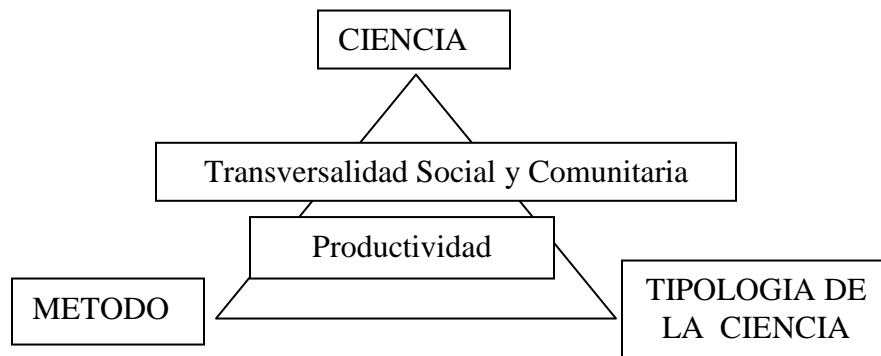 CIENCIA
Transversalidad Social y Comunitaria
Productividad
METODO
TIPOLOGIA DE
LA CIENCIA